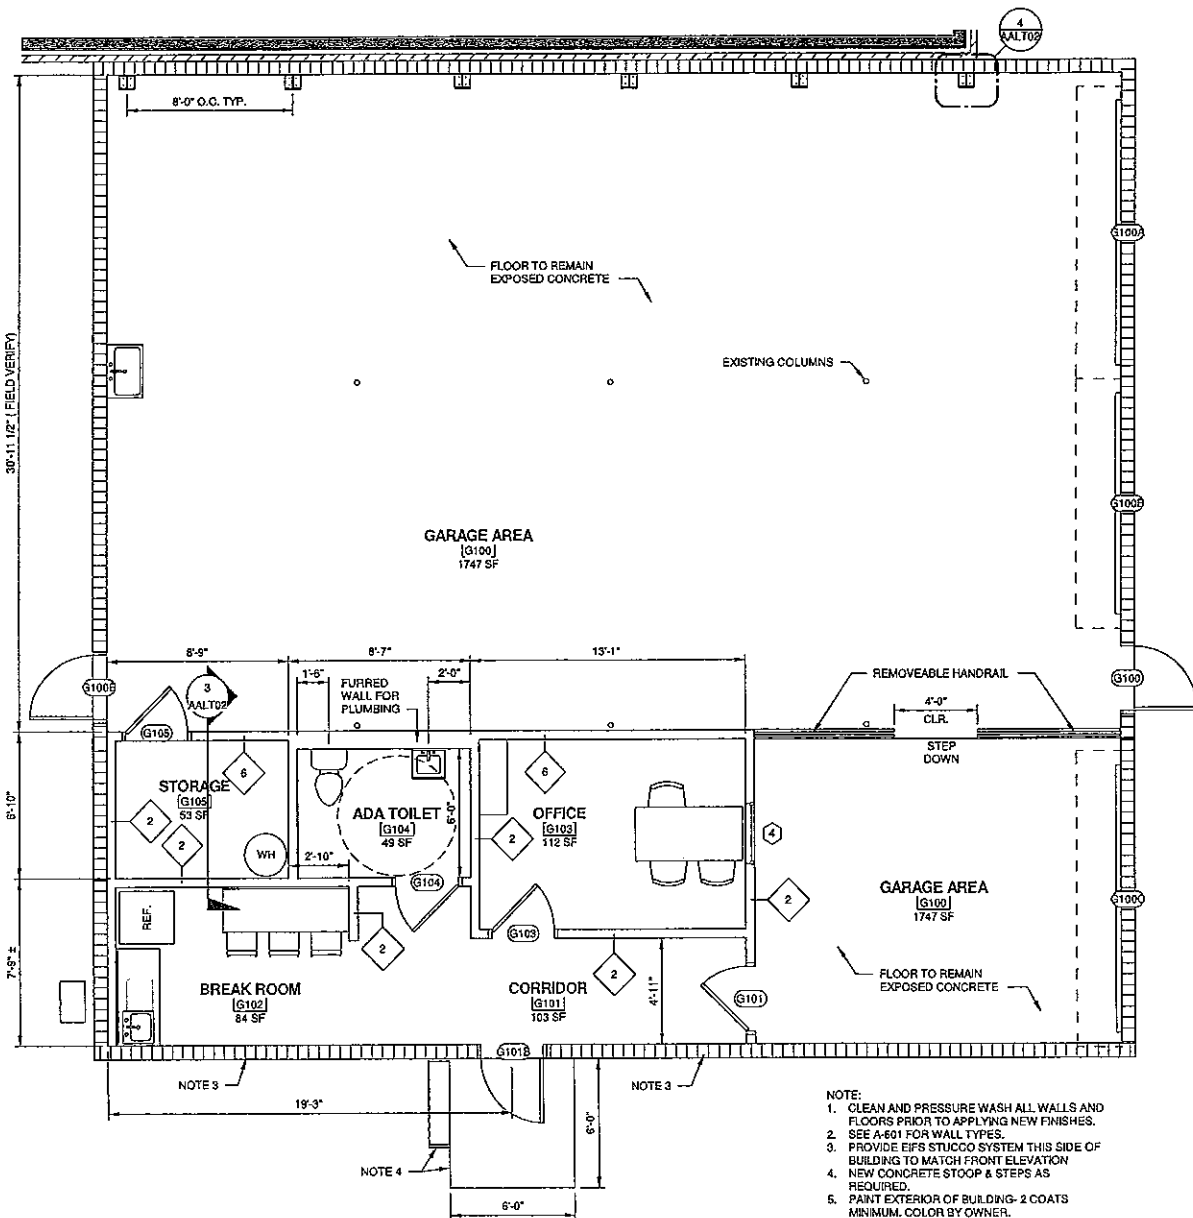 4
AALT02
8'-0" O.C. TYP.
G100A
FLOOR TO REMAIN
EXPOSED CONCRETE
30'-11 1/2" ( FIELD VERIFY)
EXISTING COLUMNS
G100B
GARAGE AREA
G100
1747 SF
8'-9"
8'-7"
13'-1"
REMOVEABLE HANDRAIL
G100E
3
AALT02
1'-6"
FURRED
WALL FOR
PLUMBING
2'-0"
4'-0"
CLR.
G100
G105
STEP
DOWN
6'-10"
STORAGE
G105
53 SF
6
2
2
WH
ADA TOILET
G104
49 SF
6'-0"
2'-10"
G104
6
OFFICE
G103
112 SF
2
4
2
GARAGE AREA
G100
1747 SF
G100C
REF.
G103
7'-9" ±
2
BREAK ROOM
G102
84 SF
CORRIDOR
G101
103 SF
2
4'-11"
G101
FLOOR TO REMAIN
EXPOSED CONCRETE
G101B
NOTE 3
NOTE 3
19'-3"
6'-0"
NOTE 4
6'-0"
NOTE:
1. CLEAN AND PRESSURE WASH ALL WALLS AND
FLOORS PRIOR TO APPLYING NEW FINISHES.
2. SEE A-601 FOR WALL TYPES.
3. PROVIDE EIFS STUCCO SYSTEM THIS SIDE OF
BUILDING TO MATCH FRONT ELEVATION
4. NEW CONCRETE STOOP & STEPS AS
REQUIRED.
5. PAINT EXTERIOR OF BUILDING- 2 COATS
MINIMUM. COLOR BY OWNER.